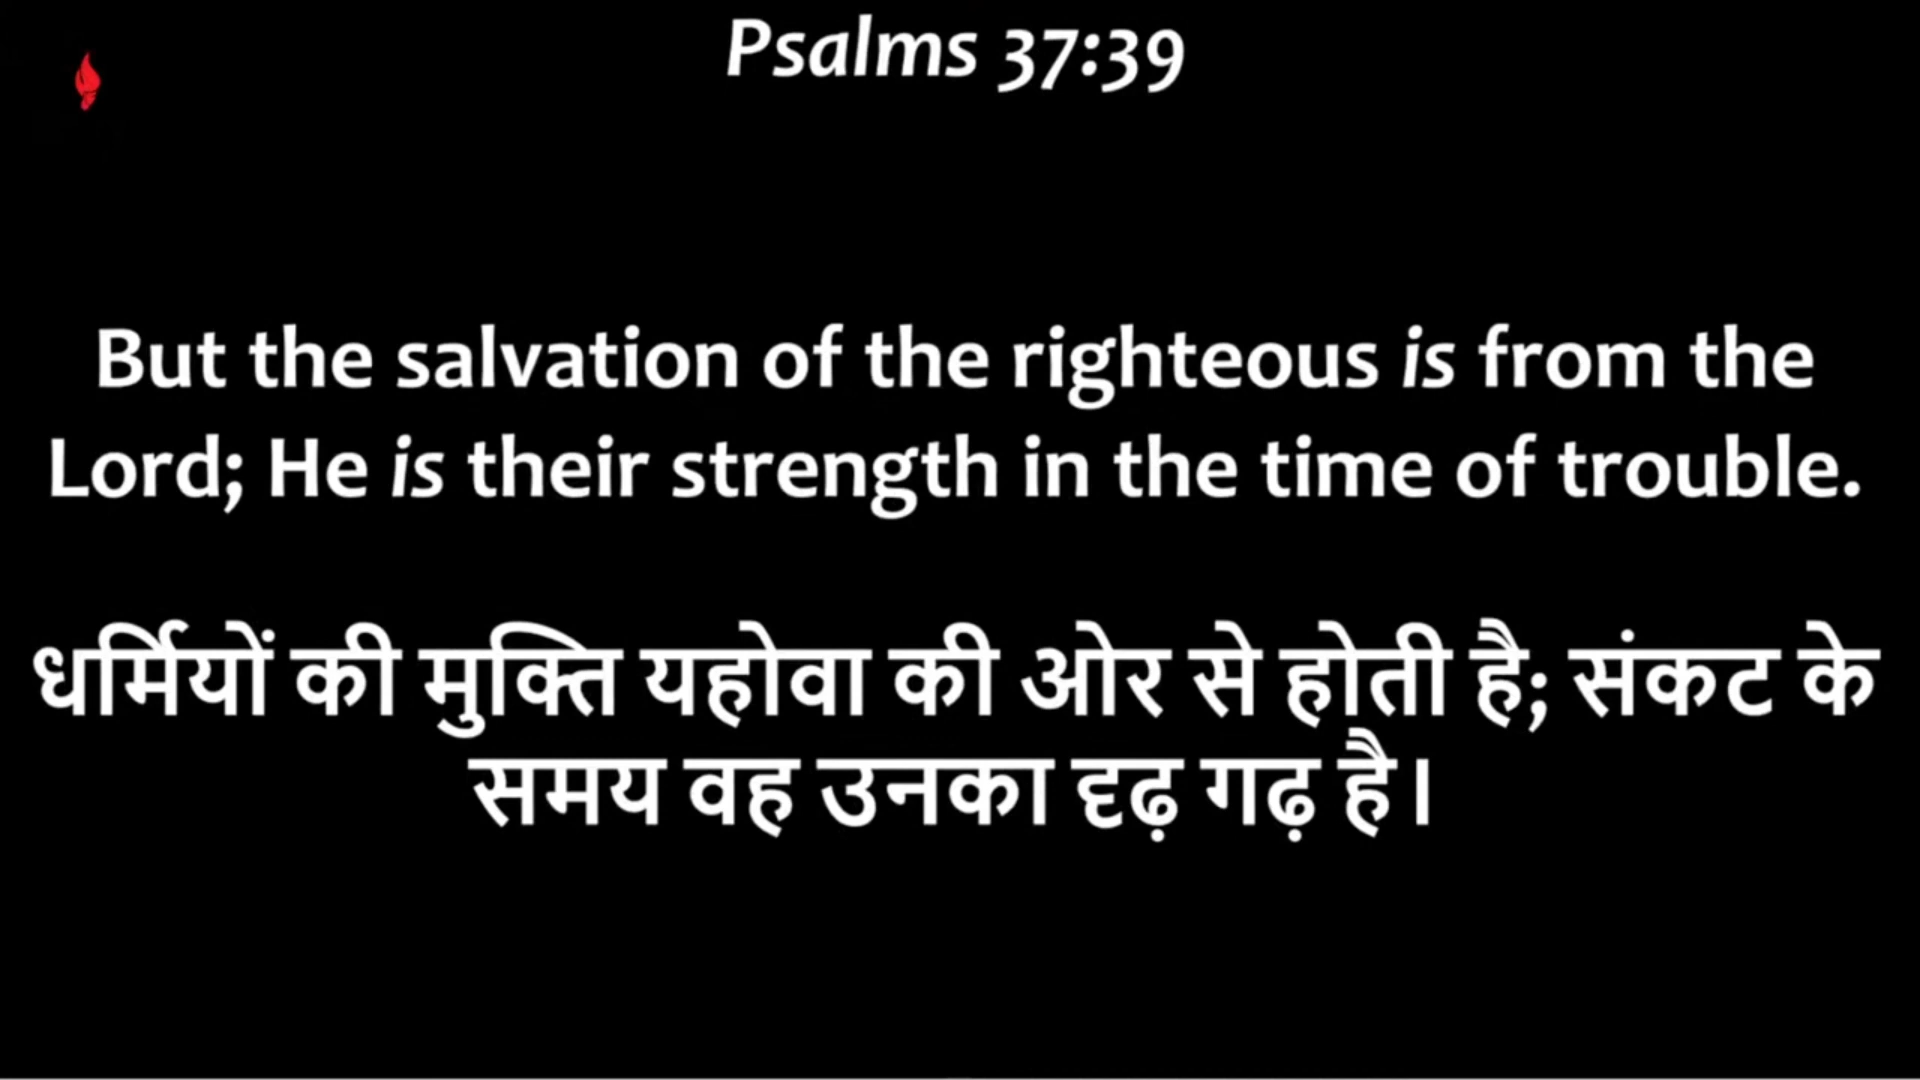 Psalms 37:39
But the salvation of the righteous is from the
Lord; He is their strength in the time of trouble.
धर्मियों की मुक्ति यहोवा की ओर से होती है; संकट के
समय वह उनका दृढ़ गढ़ है।